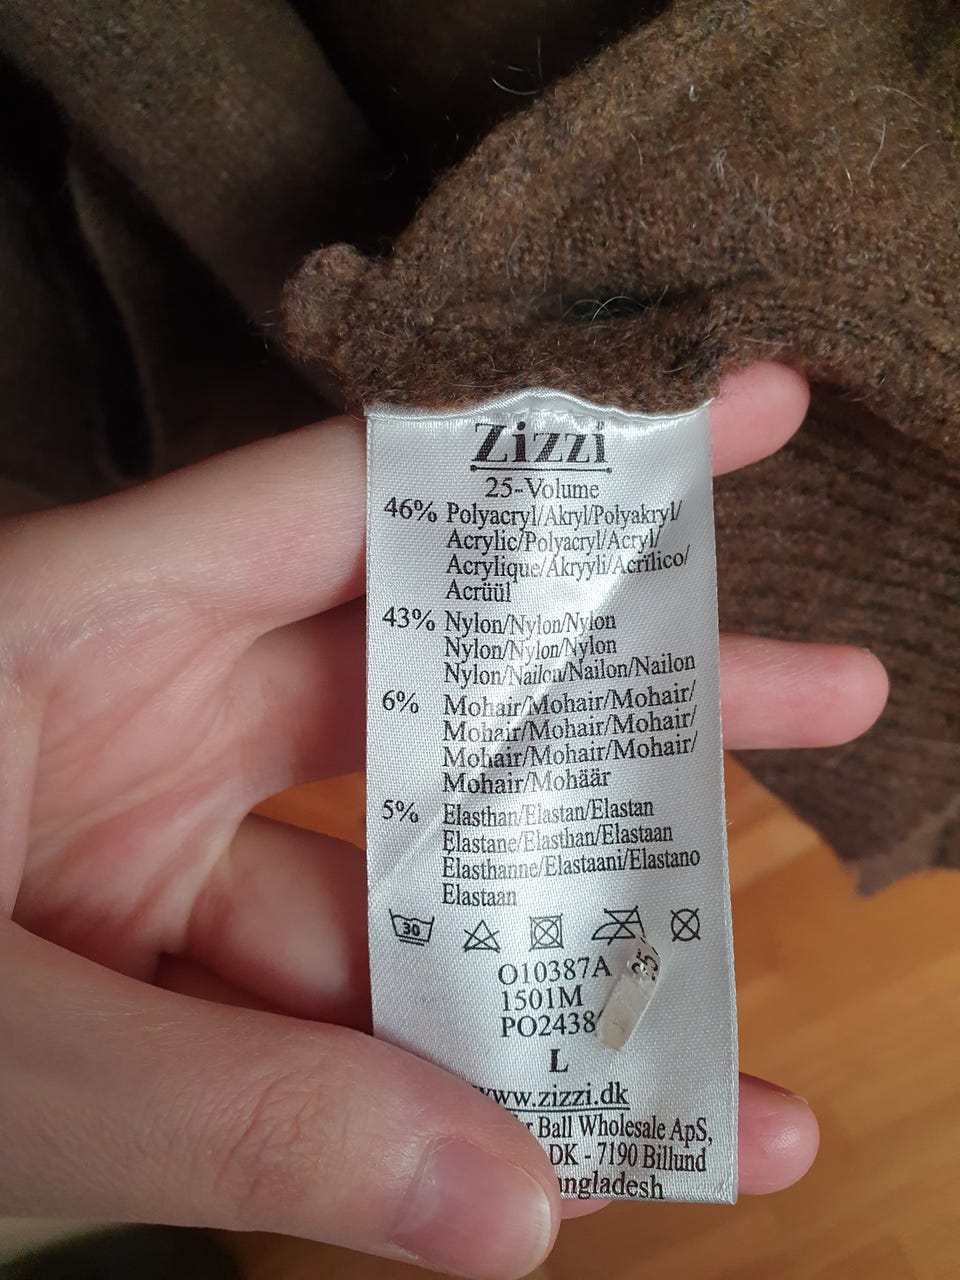 Zizzi
25-Volume
46% Polyacryl/Akryl/Polyakryl/
Acrylic/Polyacryl/Acryl/
Acrylique/Akryyli/Acrílico/
Acrüül
43% Nylon/Nylon/Nylon
Nylon/Nylon/Nylon
Nylon/Nailon/Nailon/Nailon
6% Mohair/Mohair/Mohair/
Mohair/Mohair/Mohair/
Mohair/Mohair/Mohair/
Mohair/Mohäär
5% Elasthan/Elastan/Elastan
Elastane/Elasthan/Elastaan
Élasthanne/Elastaani/Elastano
Elastaan
30
O10387A
1501M
PO2438
35
L
www.zizzi.dk
Ball Wholesale ApS,
DK - 7190 Billund